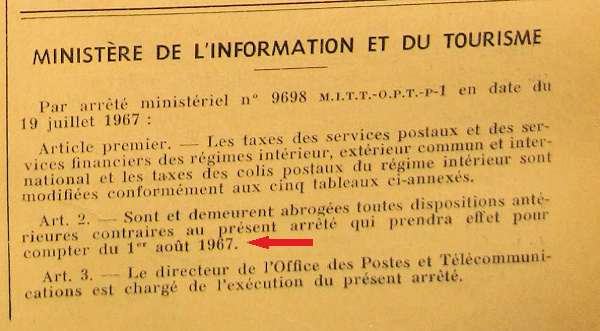 MINISTÈRE DE L'INFORMATION ET DU TOURISME
Par arrêté ministériel n° 9698 M.I.T.T.-O.P.T.-P-1 en date du
19 juillet 1967 :
Article premier. — Les taxes des services postaux et des ser-
vices financiers des régimes intérieur, extérieur commun et inter-
national et les taxes des colis postaux du régime intérieur sont
modifiées conformément aux cinq tableaux ci-annexés.
Art. 2. — Sont et demeurent abrogées toutes dispositions anté-
rieures contraires au présent arrêté qui prendra effet pour
compter du 1er août 1967.
Art. 3. — Le directeur de l'Office des Postes et Télécommuni-
cations est chargé de l'exécution du présent arrêté.